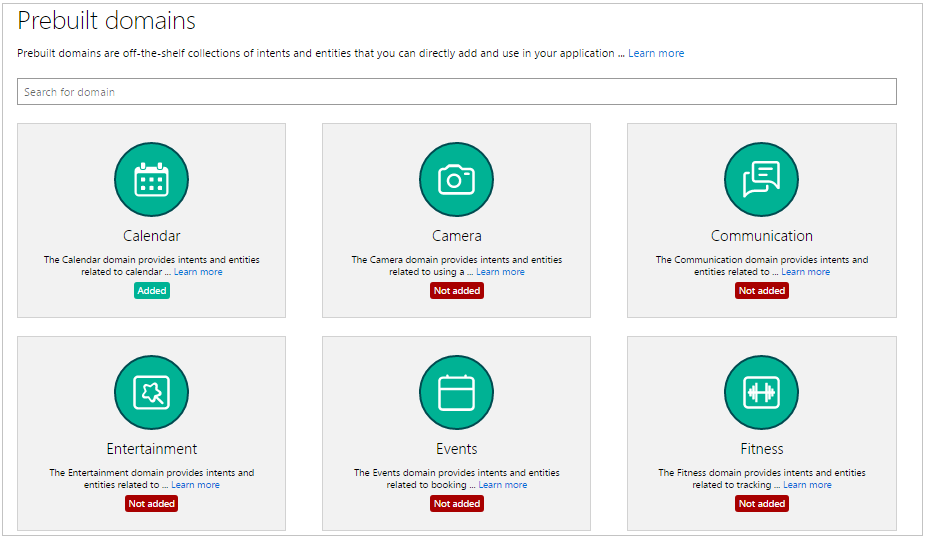 Prebuilt domains
Prebuilt domains are off-the-shelf collections of intents and entities that you can directly add and use in your application ... Learn more
Search for domain
Calendar
The Calendar domain provides intents and entities
related to calendar ... Learn more
Added
Camera
The Camera domain provides intents and entities
related to using a ... Learn more
Not added
Communication
The Communication domain provides intents and
entities related to ... Learn more
Not added
Entertainment
The Entertainment domain provides intents and
entities related to ... Learn more
Not added
Events
The Events domain provides intents and entities
related to booking ... Learn more
Not added
Fitness
The Fitness domain provides intents and entities
related to tracking ... Learn more
Not added